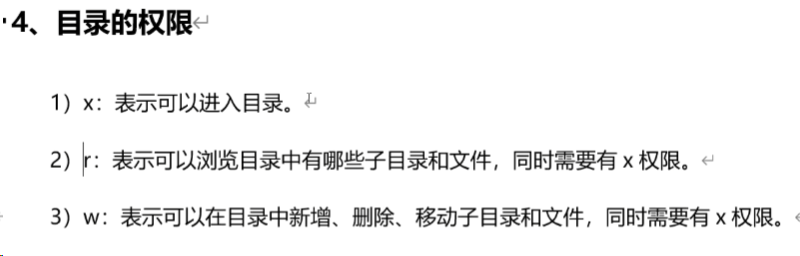 4、目录的权限
1）x：表示可以进入目录。
2）r：表示可以浏览目录中有哪些子目录和文件，同时需要有 x 权限。
3）w：表示可以在目录中新增、删除、移动子目录和文件，同时需要有 x 权限。